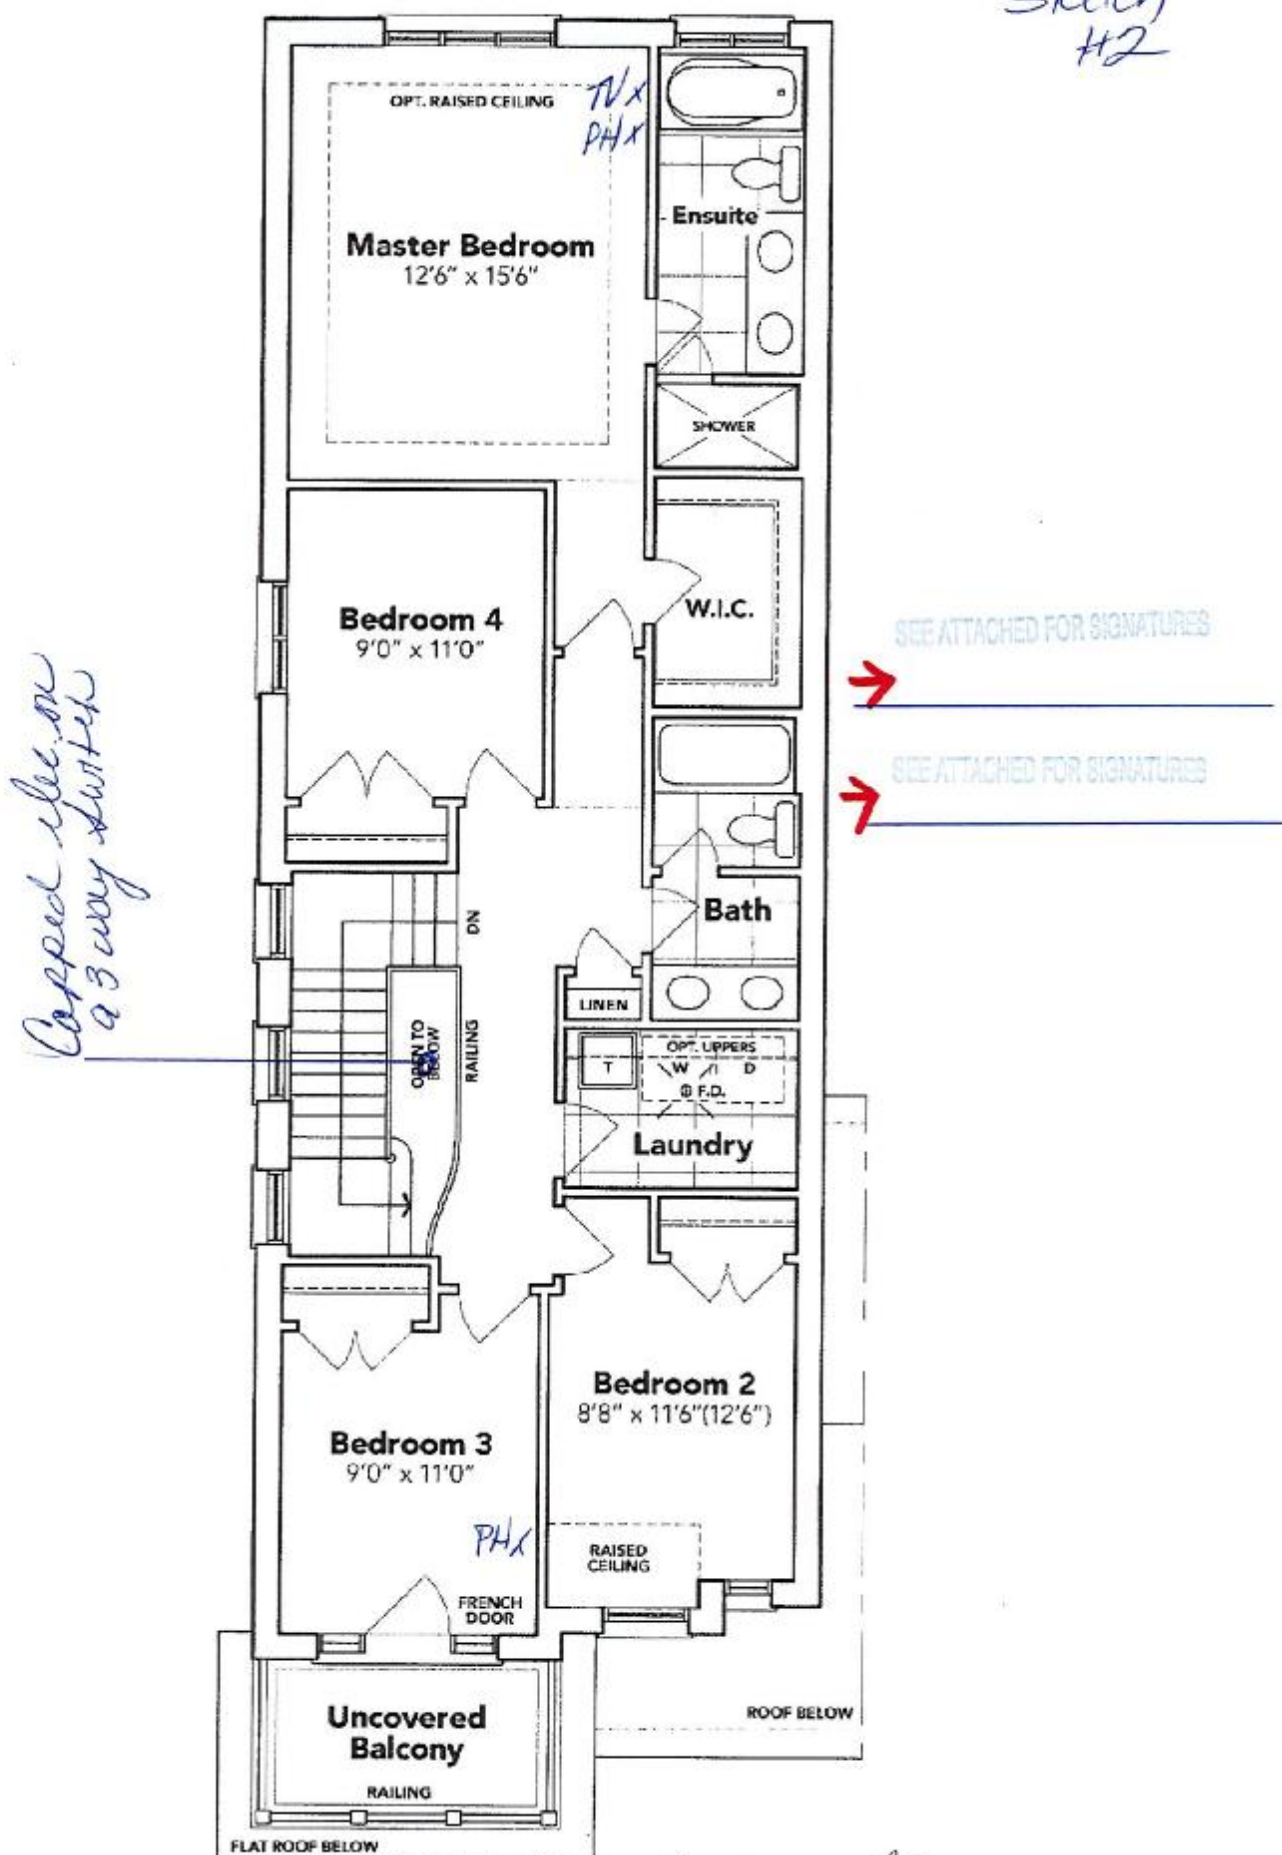 Sketch
#2
OPT. RAISED CEILING
TV x
PH x
Master Bedroom
12'6" x 15'6"
Ensuite
SHOWER
Bedroom 4
9'0" x 11'0"
W.I.C.
SEE ATTACHED FOR SIGNATURES
SEE ATTACHED FOR SIGNATURES
Capped elec. on
a 3 way switch
Bath
DN
LINEN
OPEN TO
BELOW
RAILING
OPT. UPPERS
T
W
D
F.D.
Laundry
Bedroom 2
8'8" x 11'6"(12'6")
Bedroom 3
9'0" x 11'0"
PH x
RAISED
CEILING
FRENCH
DOOR
Uncovered
Balcony
RAILING
ROOF BELOW
FLAT ROOF BELOW